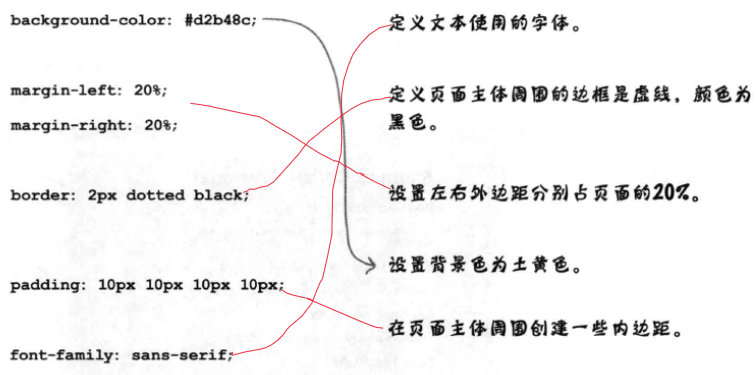 background-color: #d2b48c;
定义文本使用的字体。
margin-left: 20%;
定义页面主体周围的边框是虚线，颜色为
黑色。
margin-right: 20%;
border: 2px dotted black;
设置左右外边距分别占页面的20%。
设置背景色为土黄色。
padding: 10px 10px 10px 10px;
在页面主体周围创建一些内边距。
font-family: sans-serif;